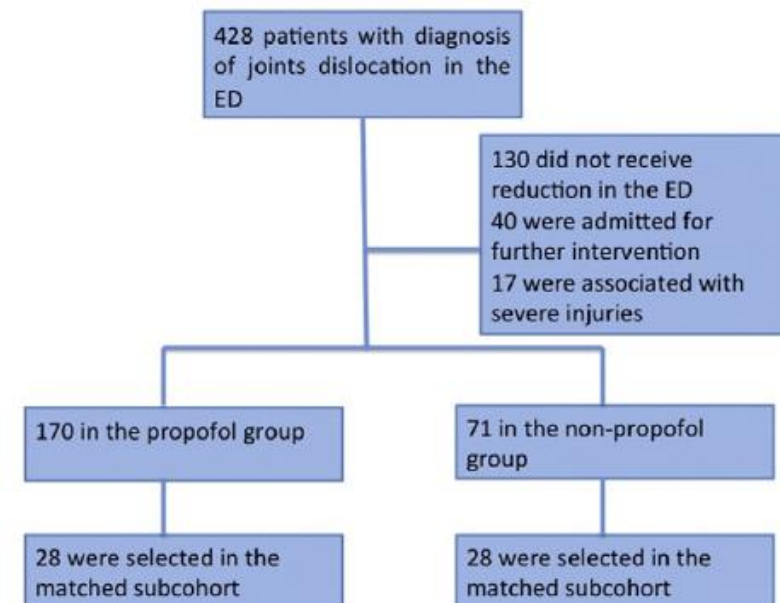 428 patients with diagnosis
of joints dislocation in the
ED
130 did not receive
reduction in the ED
40 were admitted for
further intervention
17 were associated with
severe injuries
170 in the propofol group
71 in the non-propofol
group
28 were selected in the
matched subcohort
28 were selected in the
matched subcohort